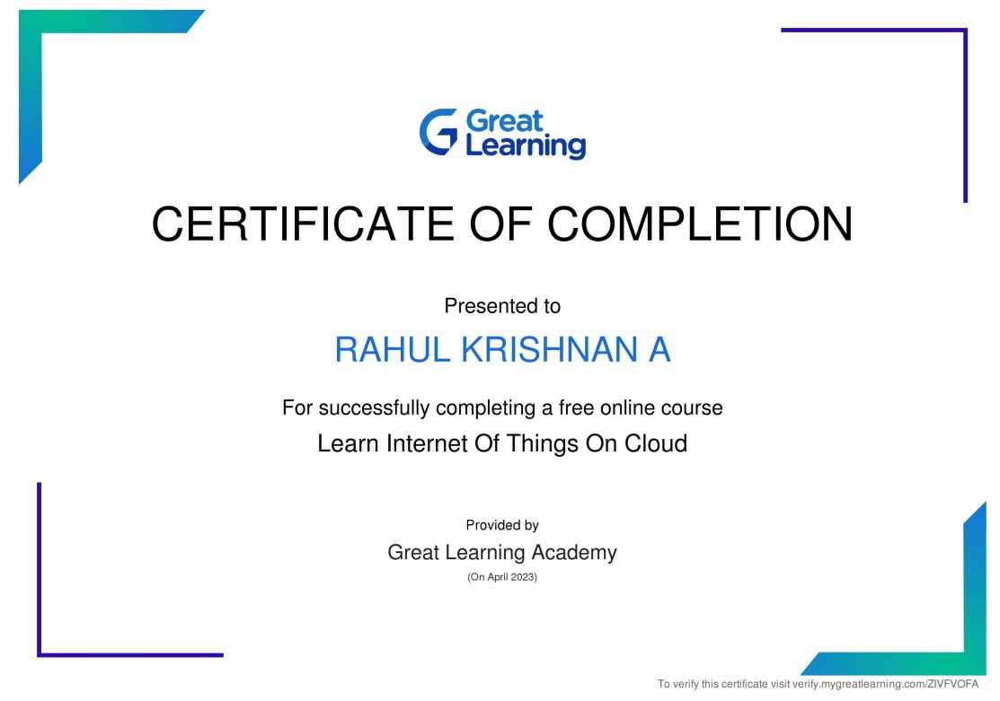 Great
Learning
CERTIFICATE OF COMPLETION
Presented to
RAHUL KRISHNAN A
For successfully completing a free online course
Learn Internet Of Things On Cloud
Provided by
Great Learning Academy
(On April 2023)
To verify this certificate visit verify.mygreatlearning.com/ZIVFVOFA